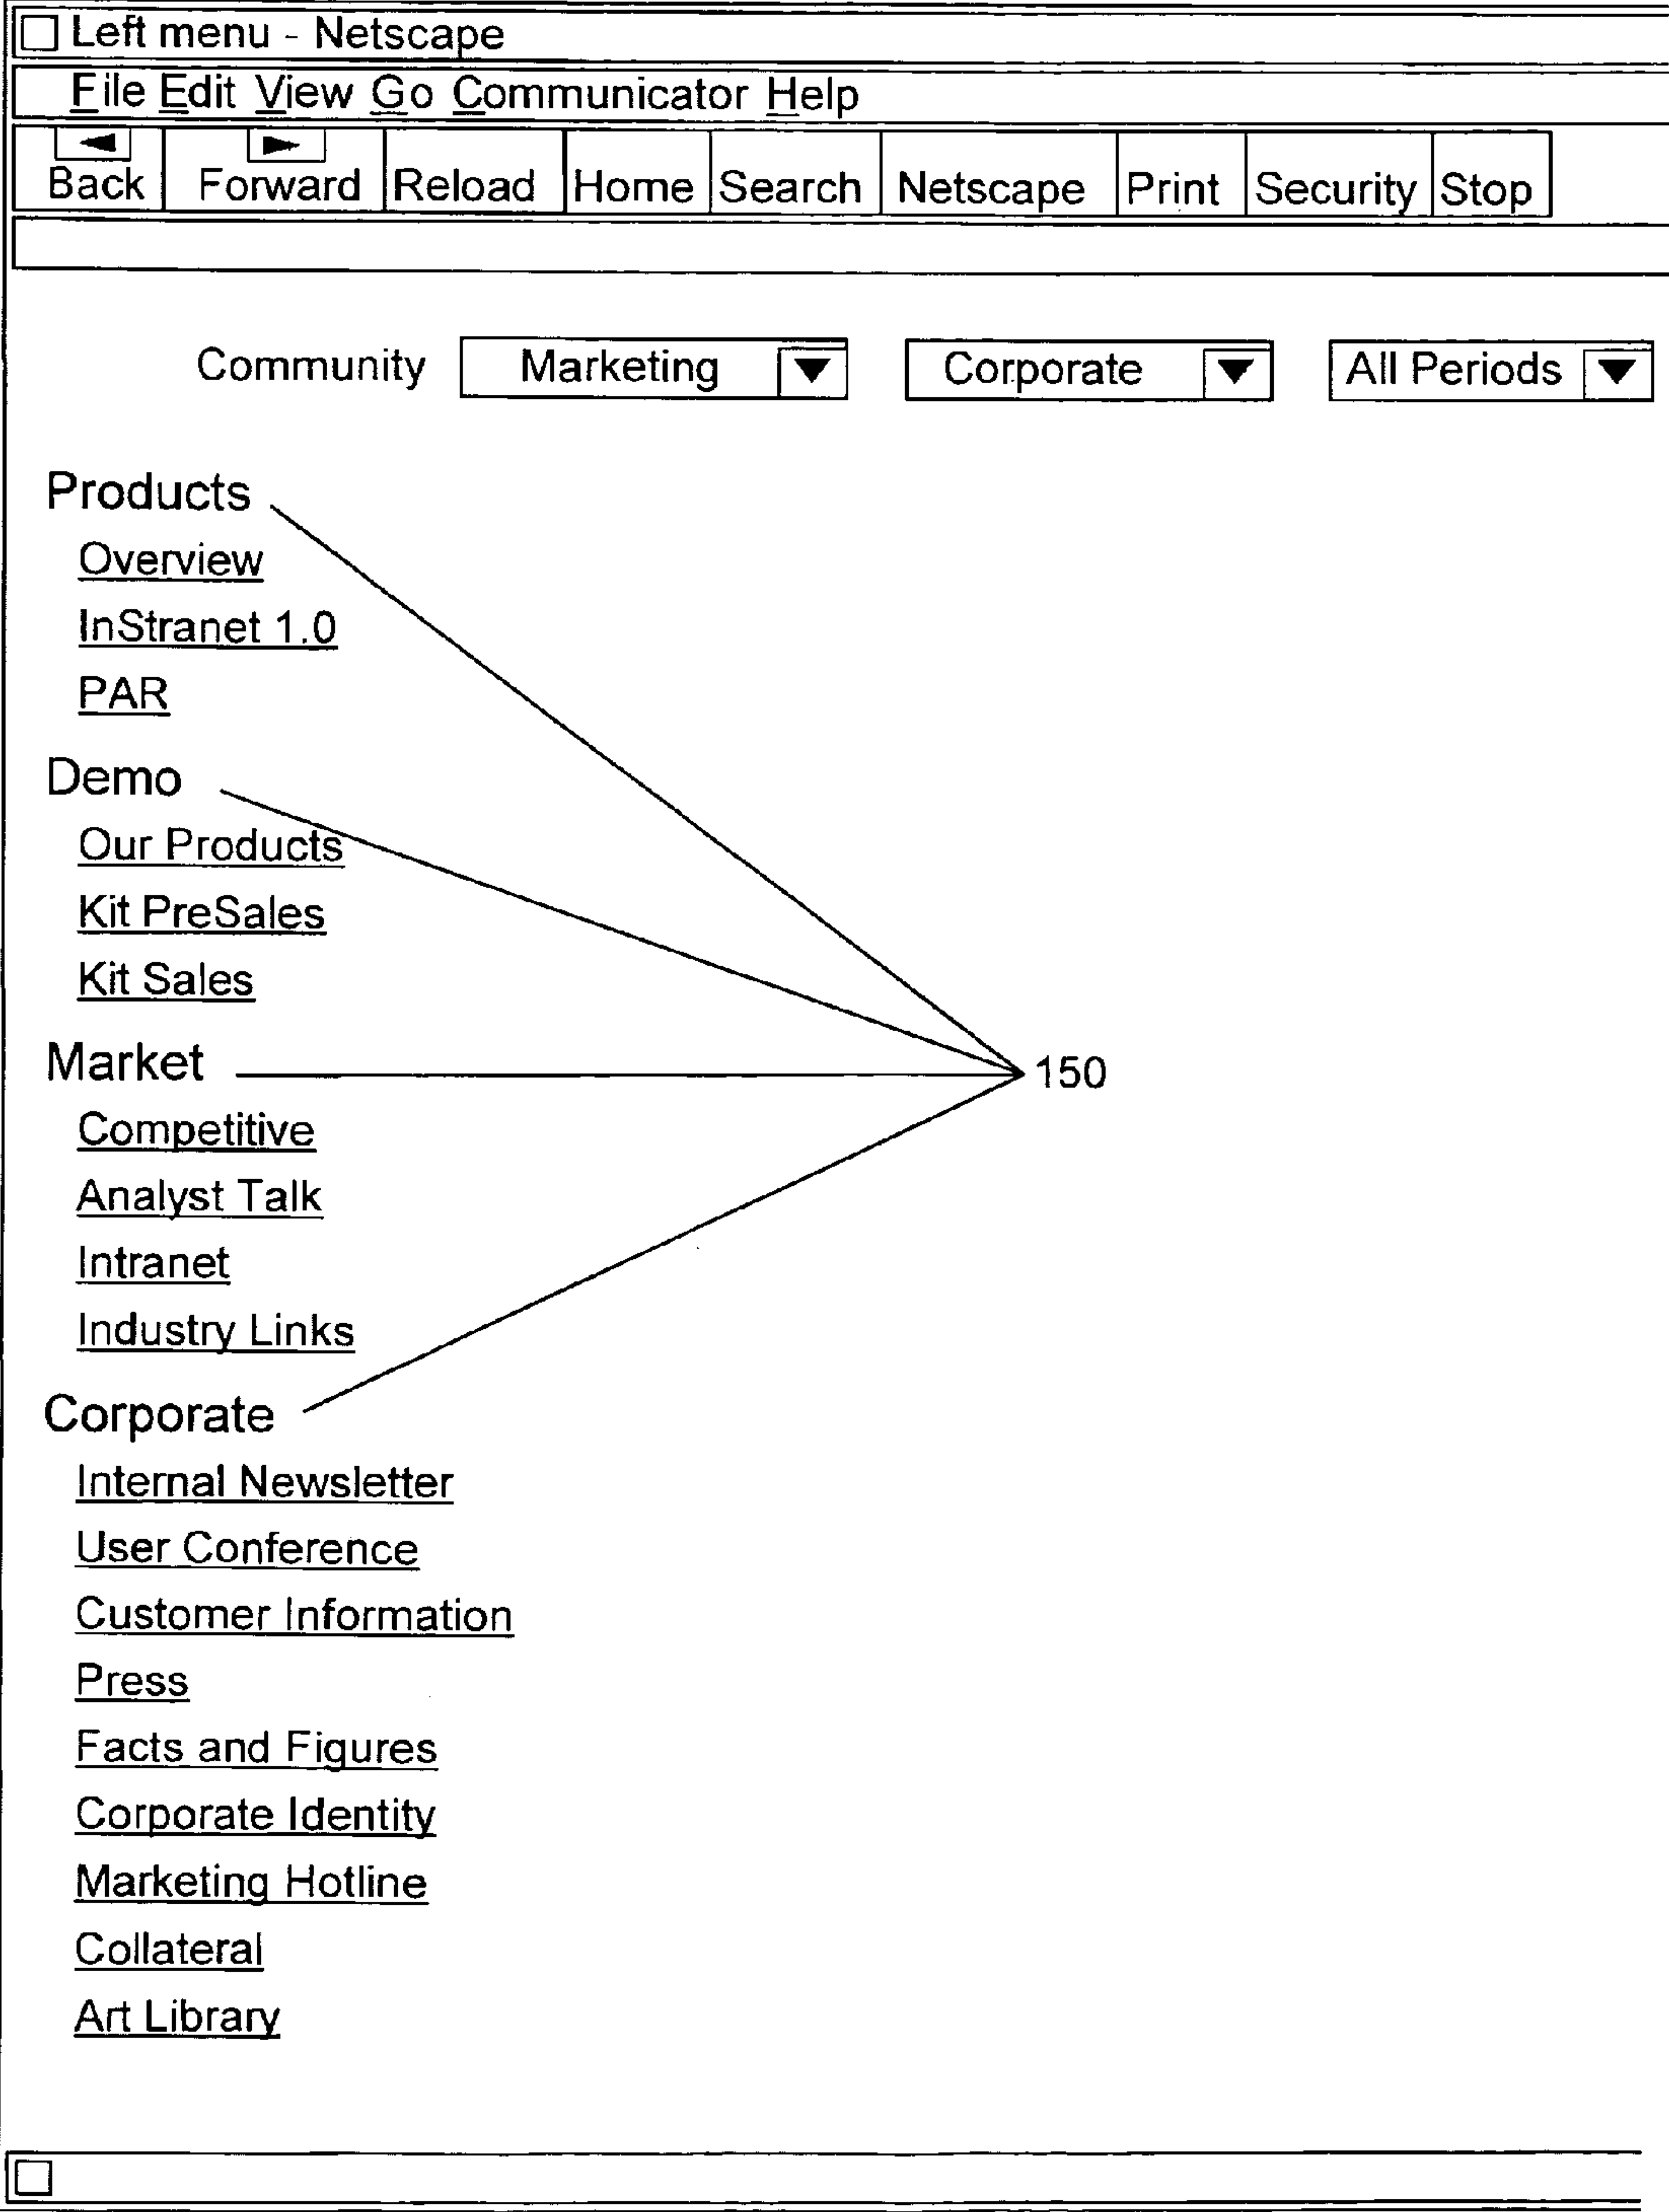 Left menu - Netscape
File Edit View Go Communicator Help
Back Forward Reload Home Search Netscape Print Security Stop
Community Marketing Corporate All Periods
Products
Overview
InStranet 1.0
PAR
Demo
Our Products
Kit PreSales
Kit Sales
Market 150
Competitive
Analyst Talk
Intranet
Industry Links
Corporate
Internal Newsletter
User Conference
Customer Information
Press
Facts and Figures
Corporate Identity
Marketing Hotline
Collateral
Art Library